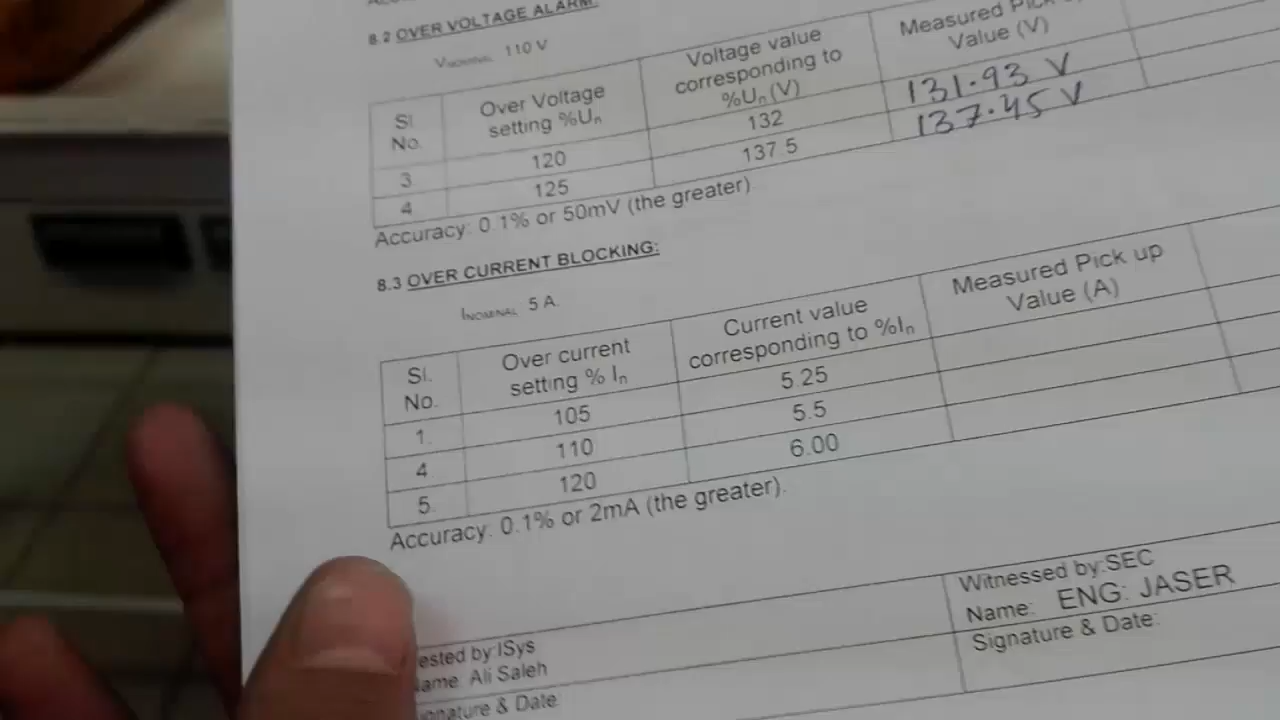 8.2 OVER VOLTAGE ALARM:
VNOMINAL: 110 V
Sl. No. Over Voltage setting %Un Voltage value corresponding to %Un (V) Measured Pick Value (V)
3 120 132 131.93 V
4 125 137.5 137.45 V
Accuracy: 0.1% or 50mV (the greater)
8.3 OVER CURRENT BLOCKING:
INOMINAL: 5 A
Sl. No. Over current setting % In Current value corresponding to %In Measured Pick up Value (A)
1. 105 5.25
4 110 5.5
5. 120 6.00
Accuracy: 0.1% or 2mA (the greater).
ested by:ISys
ame: Ali Saleh
gnature & Date
Witnessed by:SEC
Name: ENG: JASER
Signature & Date: